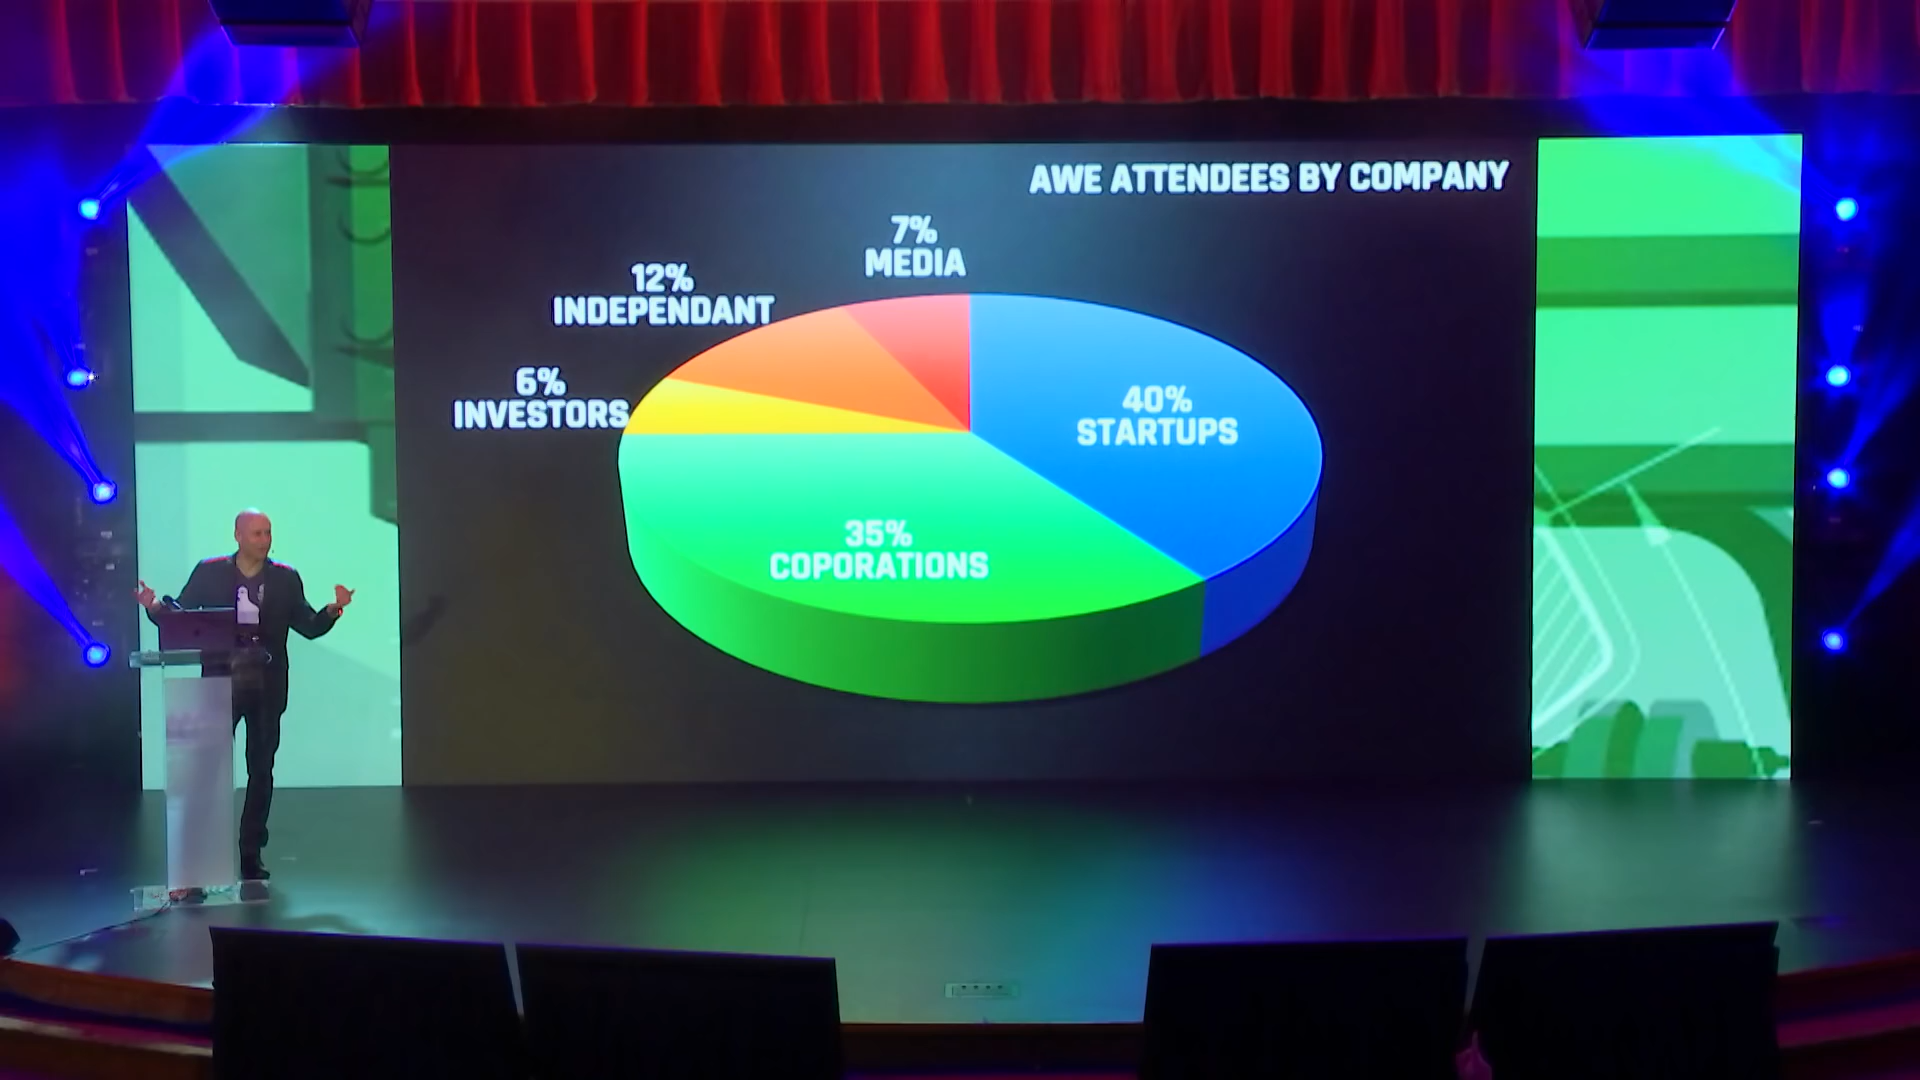 AWE ATTENDEES BY COMPANY
7%
MEDIA
12%
INDEPENDANT
6%
INVESTORS
40%
STARTUPS
35%
COPORATIONS